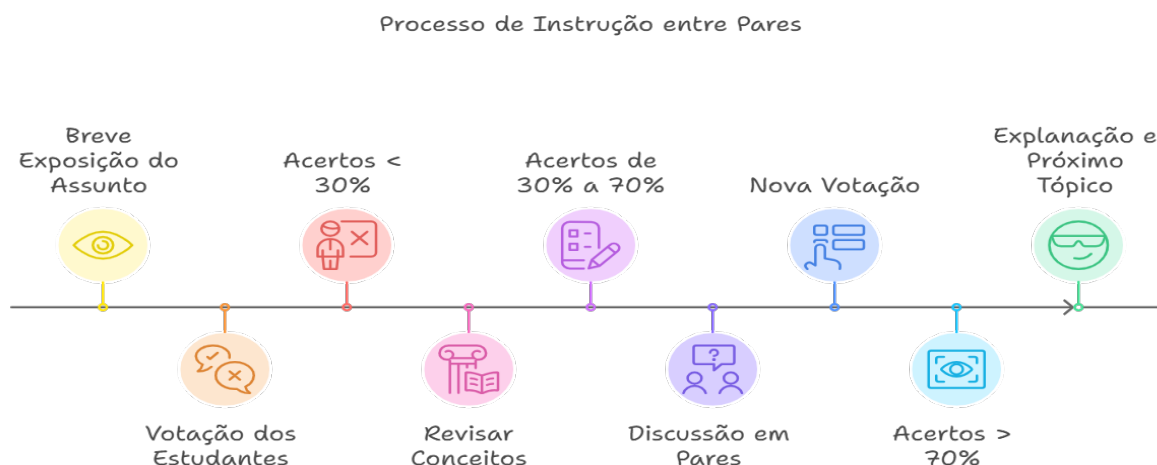 Processo de Instrução entre Pares
Breve
Exposição do
Assunto
Votação dos
Estudantes
Acertos <
30%
Revisar
Conceitos
Acertos de
30% a 70%
Discussão em
Pares
Nova Votação
Acertos >
70%
Explanação e
Próximo
Tópico
?